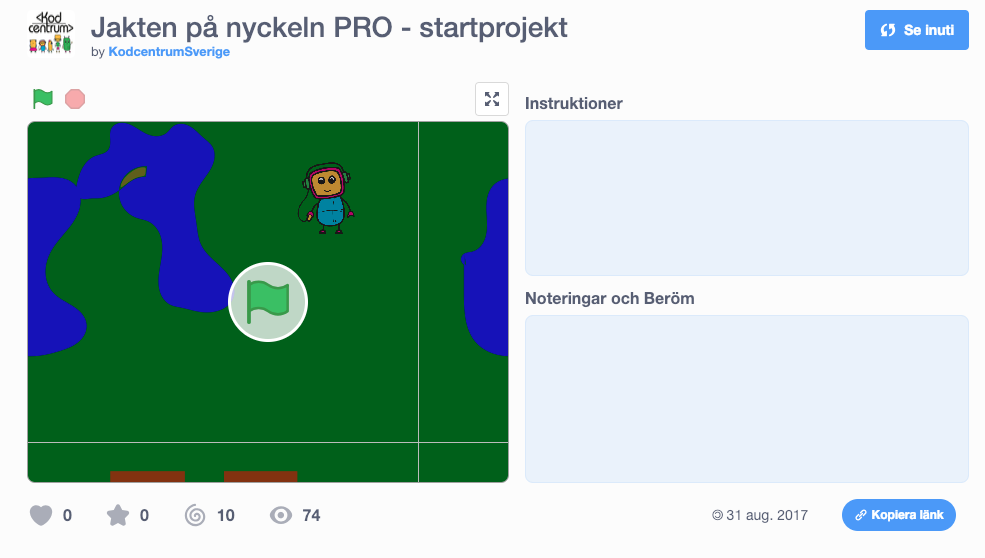 <Kod
centrum>
Jakten på nyckeln PRO - startprojekt
by KodcentrumSverige
Se inuti
Instruktioner
Noteringar och Beröm
0
0
10
74
© 31 aug. 2017
Kopiera länk